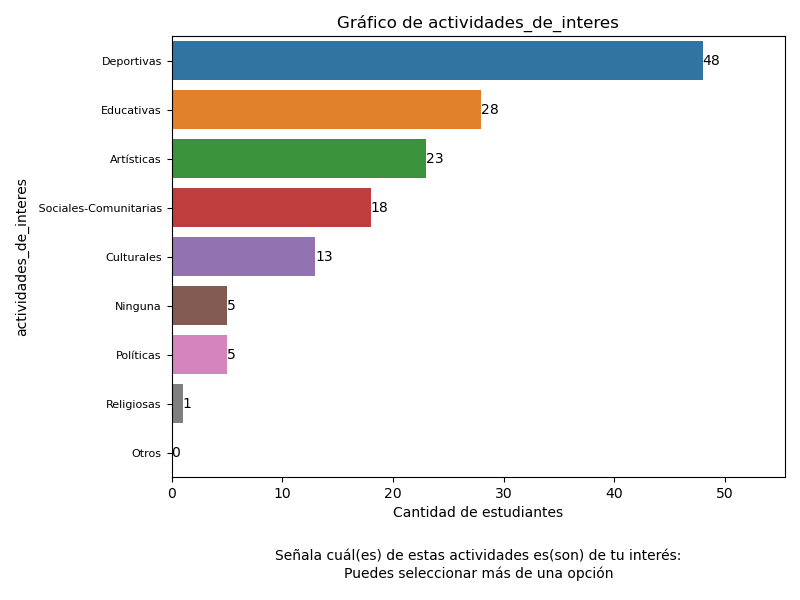 Gráfico de actividades_de_interes
actividades_de_interes
Deportivas
48
Educativas
28
Artísticas
23
Sociales-Comunitarias
18
Culturales
13
Ninguna
5
Políticas
5
Religiosas
1
Otros
0
0 10 20 30 40 50
Cantidad de estudiantes
Señala cuál(es) de estas actividades es(son) de tu interés:
Puedes seleccionar más de una opción